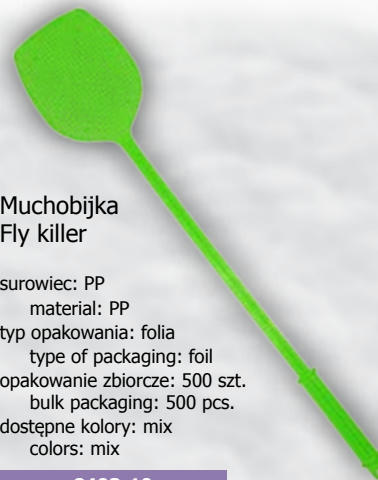 Muchobijka
Fly killer
surowiec: PP
material: PP
typ opakowania: folia
type of packaging: foil
opakowanie zbiorcze: 500 szt.
bulk packaging: 500 pcs.
dostępne kolory: mix
colors: mix